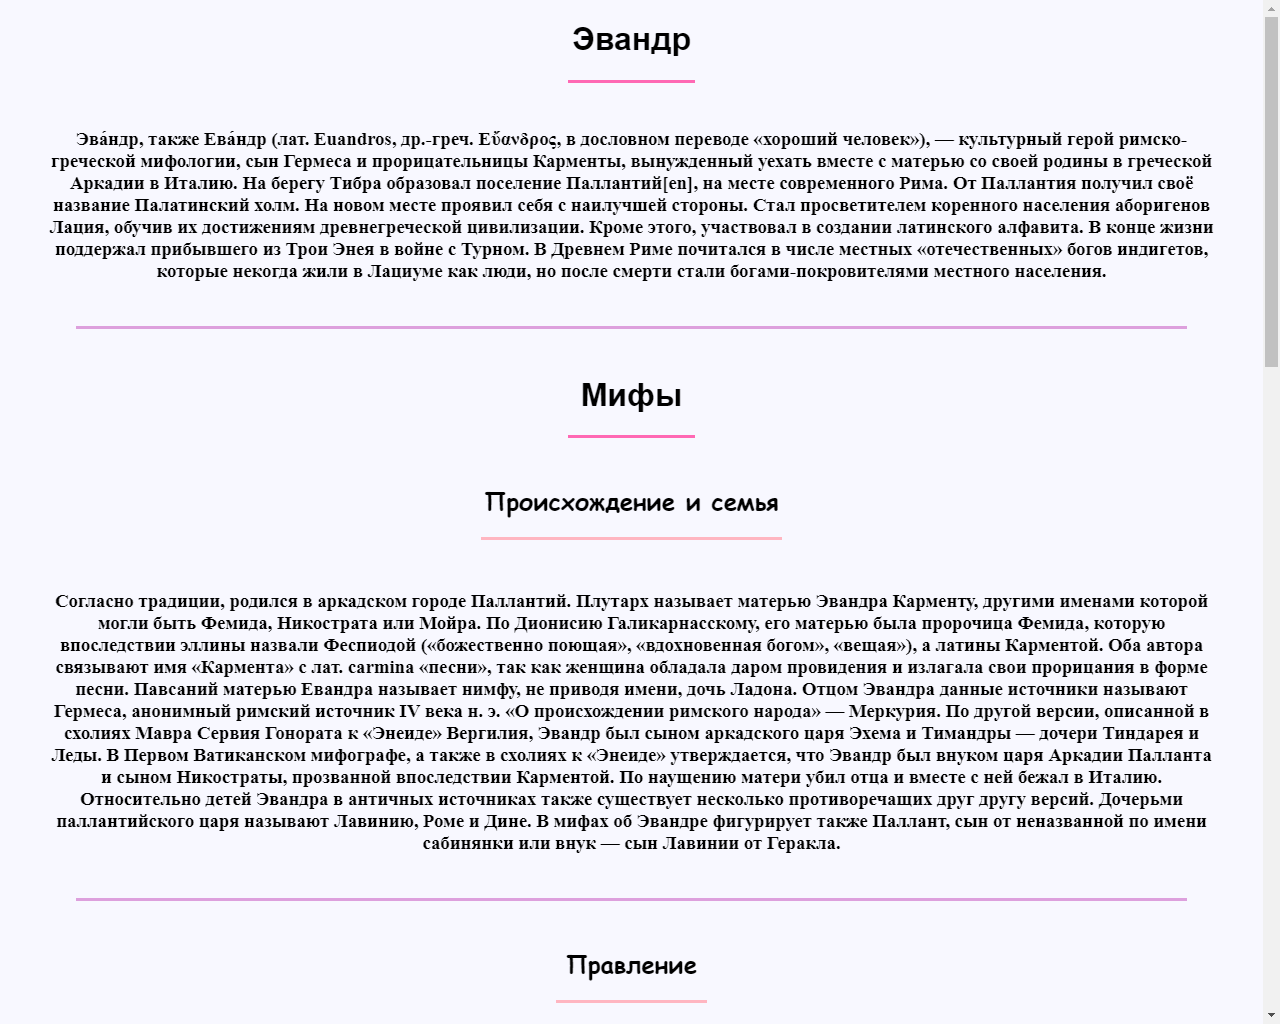 Эвандр
Эва́ндр, также Ева́ндр (лат. Euandros, др.-греч. Εὔανδρος, в дословном переводе «хороший человек»), — культурный герой римско-
греческой мифологии, сын Гермеса и прорицательницы Карменты, вынужденный уехать вместе с матерью со своей родины в греческой
Аркадии в Италию. На берегу Тибра образовал поселение Паллантий[en], на месте современного Рима. От Паллантия получил своё
название Палатинский холм. На новом месте проявил себя с наилучшей стороны. Стал просветителем коренного населения аборигенов
Лация, обучив их достижениям древнегреческой цивилизации. Кроме этого, участвовал в создании латинского алфавита. В конце жизни
поддержал прибывшего из Трои Энея в войне с Турном. В Древнем Риме почитался в числе местных «отечественных» богов индигетов,
которые некогда жили в Лациуме как люди, но после смерти стали богами-покровителями местного населения.
Мифы
Происхождение и семья
Согласно традиции, родился в аркадском городе Паллантий. Плутарх называет матерью Эвандра Карменту, другими именами которой
могли быть Фемида, Никострата или Мойра. По Дионисию Галикарнасскому, его матерью была пророчица Фемида, которую
впоследствии эллины назвали Феспиодой («божественно поющая», «вдохновенная богом», «вещая»), а латины Карментой. Оба автора
связывают имя «Кармента» с лат. carmina «песни», так как женщина обладала даром провидения и излагала свои прорицания в форме
песни. Павсаний матерью Евандра называет нимфу, не приводя имени, дочь Ладона. Отцом Эвандра данные источники называют
Гермеса, анонимный римский источник IV века н. э. «О происхождении римского народа» — Меркурия. По другой версии, описанной в
схолиях Мавра Сервия Гонората к «Энеиде» Вергилия, Эвандр был сыном аркадского царя Эхема и Тимандры — дочери Тиндарея и
Леды. В Первом Ватиканском мифографе, а также в схолиях к «Энеиде» утверждается, что Эвандр был внуком царя Аркадии Палланта
и сыном Никостраты, прозванной впоследствии Карментой. По наущению матери убил отца и вместе с ней бежал в Италию.
Относительно детей Эвандра в античных источниках также существует несколько противоречащих друг другу версий. Дочерьми
паллантийского царя называют Лавинию, Роме и Дине. В мифах об Эвандре фигурирует также Паллант, сын от неназванной по имени
сабинянки или внук — сын Лавинии от Геракла.
Правление